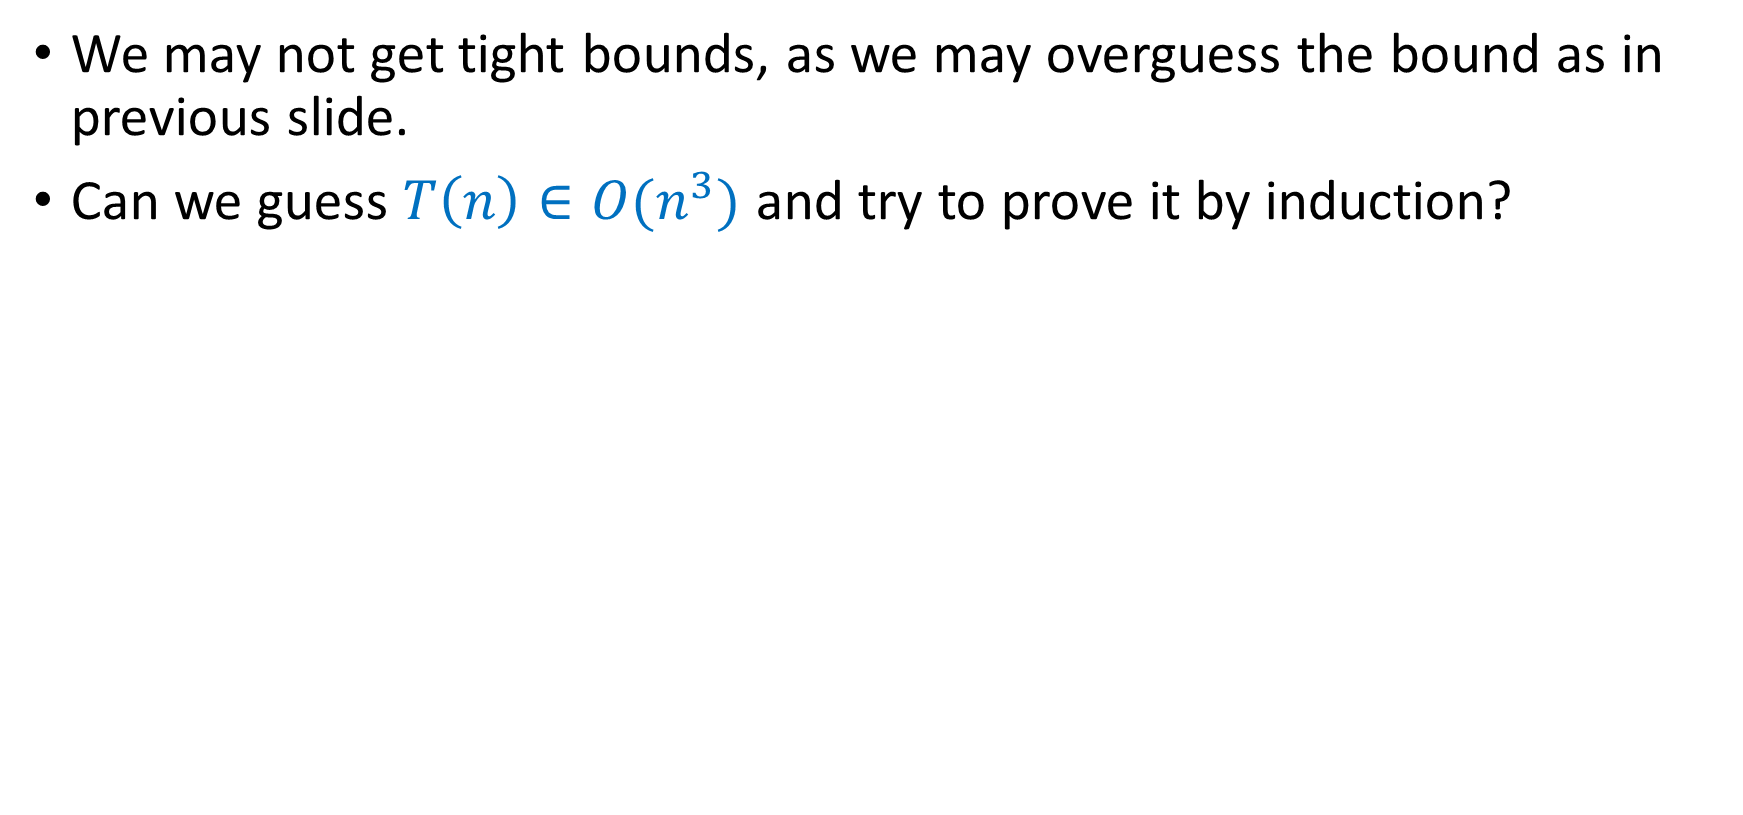 • We may not get tight bounds, as we may overguess the bound as in
previous slide.
• Can we guess 𝑇(𝑛) ∈ 𝑂(𝑛³) and try to prove it by induction?